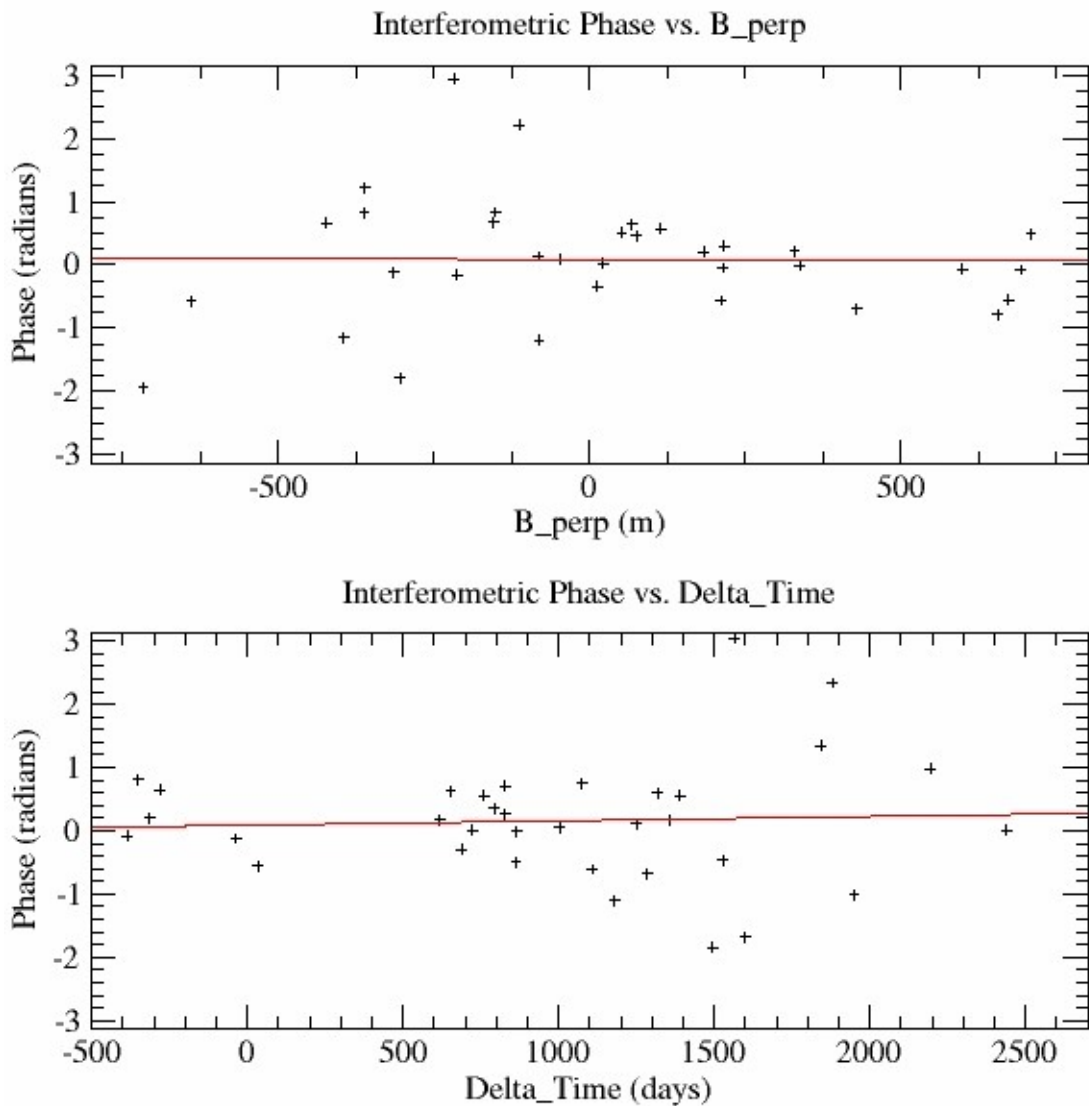 Interferometric Phase vs. B_perp
3
2
1
0
-1
-2
-3
Phase (radians)
-500 0 500
B_perp (m)
Interferometric Phase vs. Delta_Time
3
2
1
0
-1
-2
-3
Phase (radians)
-500 0 500 1000 1500 2000 2500
Delta_Time (days)